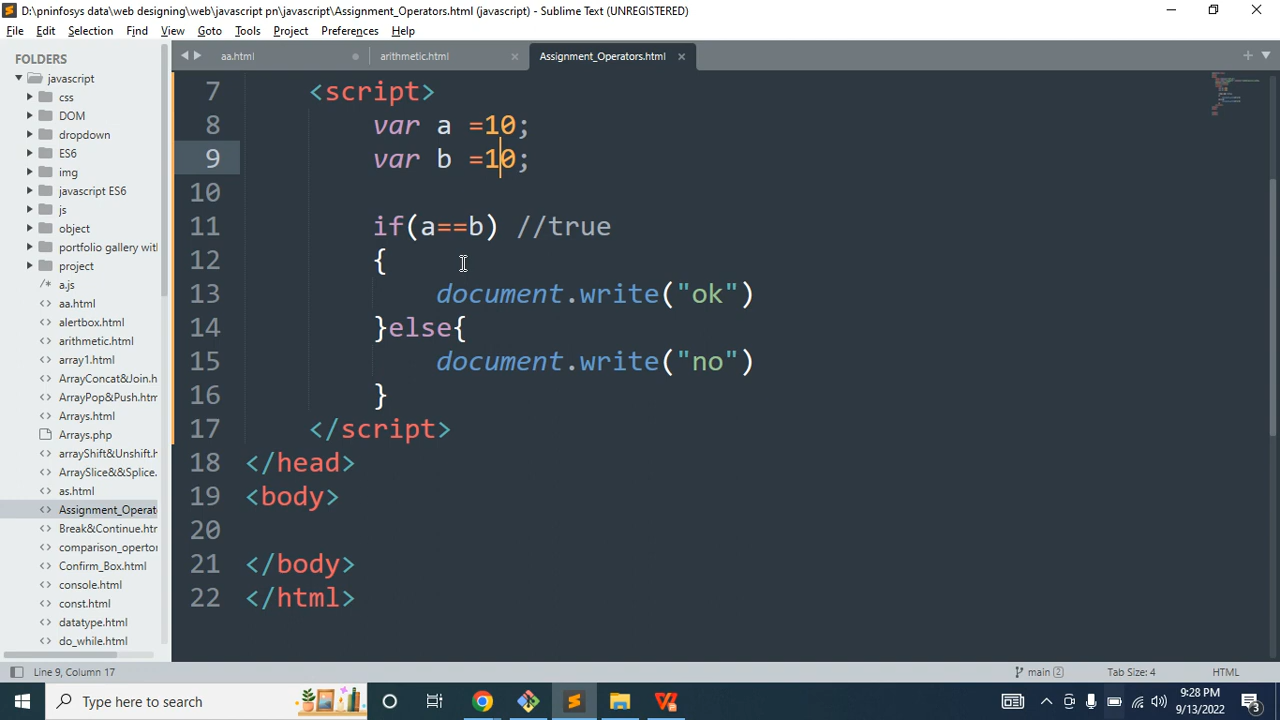 D:\pninfosys data\web designing\web\javascript pn\javascript\Assignment_Operators.html (javascript) - Sublime Text (UNREGISTERED)
File Edit Selection Find View Goto Tools Project Preferences Help
FOLDERS
javascript
css
DOM
dropdown
ES6
img
javascript ES6
js
object
portfolio gallery wit
project
/* a.js
<> aa.html
<> alertbox.html
<> arithmetic.html
<> array1.html
<> ArrayConcat&Join.h
<> ArrayPop&Push.htm
<> Arrays.html
Arrays.php
<> arrayShift&Unshift.h
<> ArraySlice&&Splice.
<> as.html
<> Assignment_Operat
<> Break&Continue.htr
<> comparison_opertor
<> Confirm_Box.html
<> console.html
<> const.html
<> datatype.html
<> do_while.html
aa.html arithmetic.html Assignment_Operators.html
7 <script>
8 var a =10;
9 var b =10;
10
11 if(a==b) //true
12 {
13 document.write("ok")
14 }else{
15 document.write("no")
16 }
17 </script>
18 </head>
19 <body>
20
21 </body>
22 </html>
Line 9, Column 17 main 2 Tab Size: 4 HTML
Type here to search
9:28 PM
9/13/2022
3